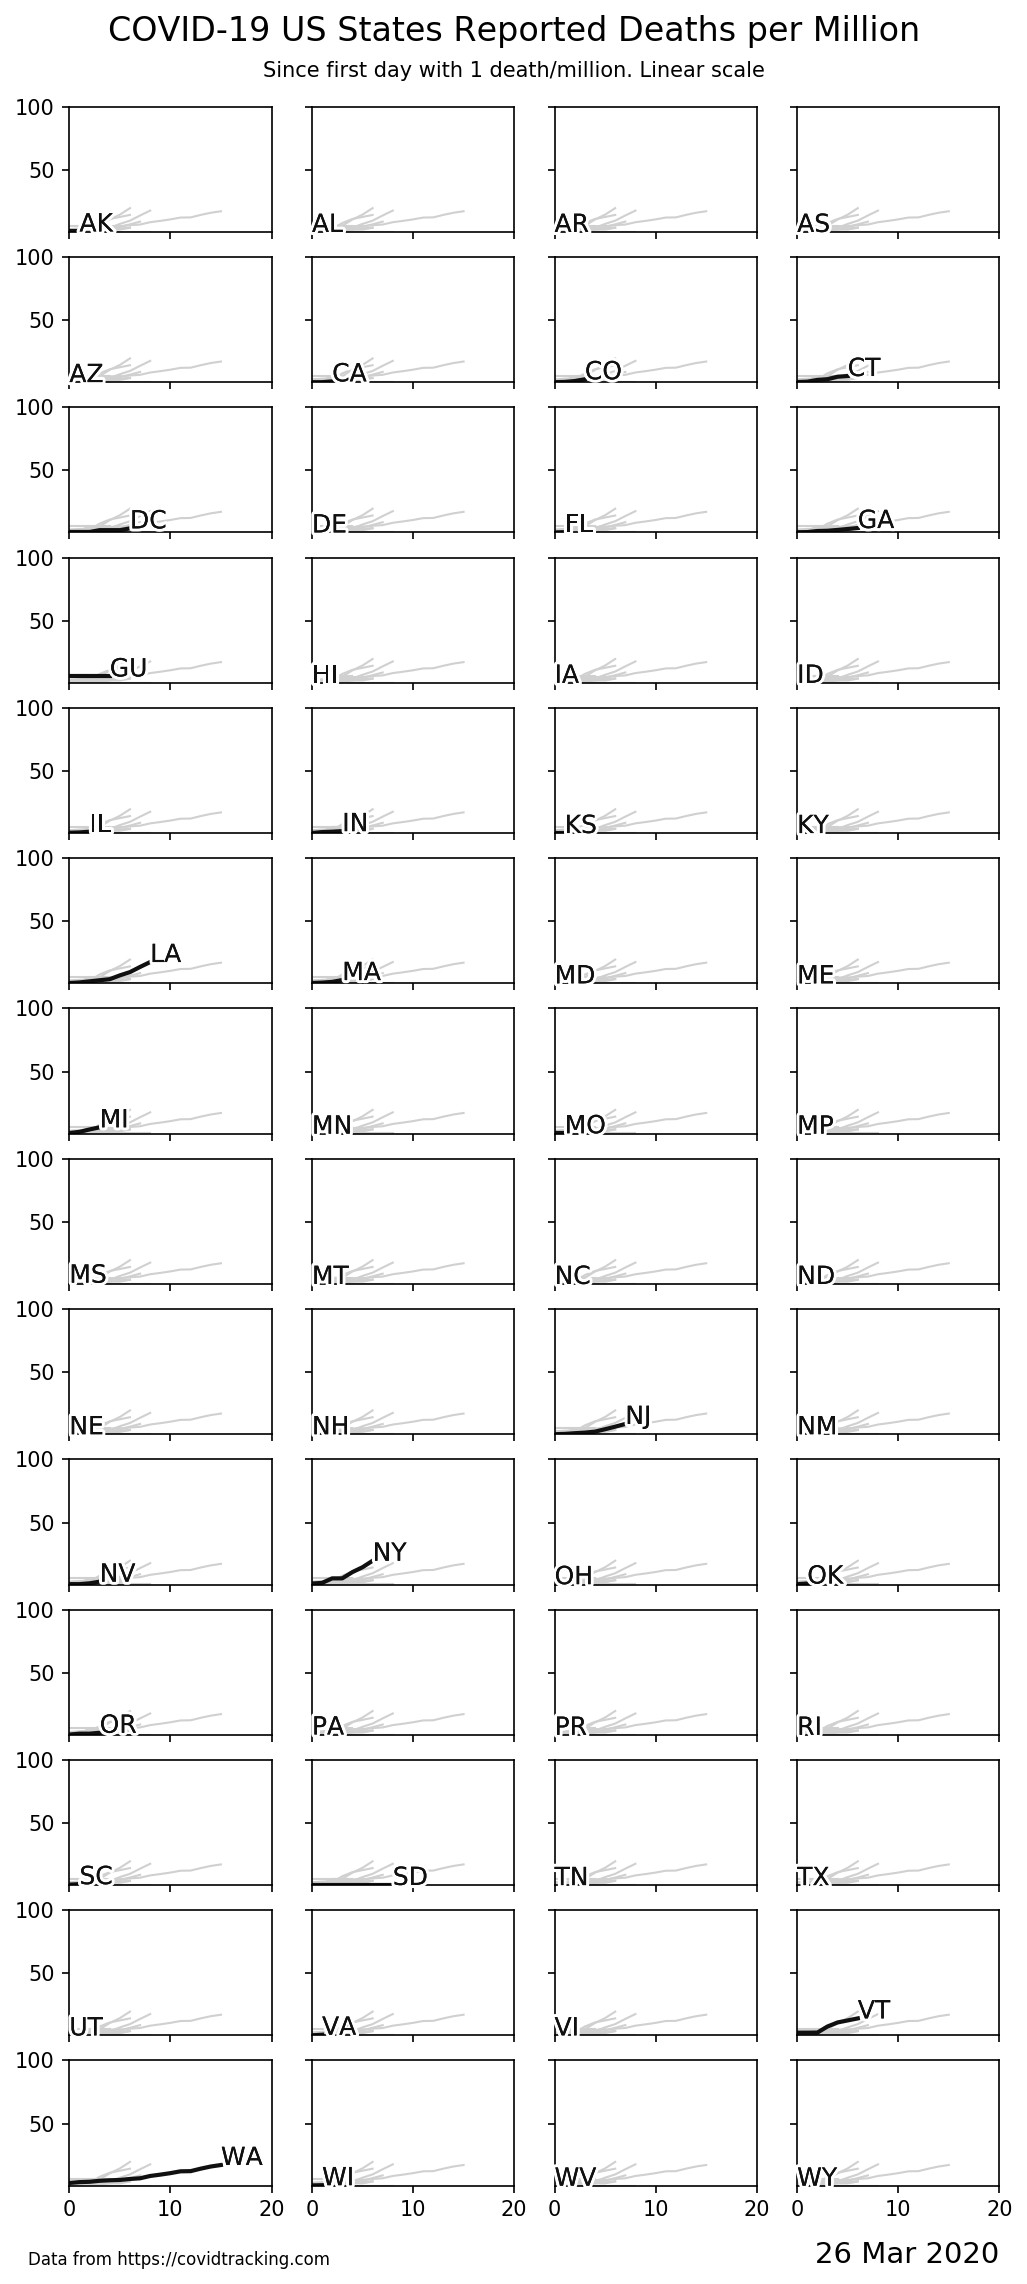 COVID-19 US States Reported Deaths per Million
Since first day with 1 death/million. Linear scale
100
50
AK AL AR AS
100
50
AZ CA CO CT
100
50
DC DE FL GA
100
50
GU HI IA ID
100
50
IL IN KS KY
100
50
LA MA MD ME
100
50
MI MN MO MP
100
50
MS MT NC ND
100
50
NE NH NJ NM
100
50
NV NY OH OK
100
50
OR PA PR RI
100
50
SC SD TN TX
100
50
UT VA VI VT
100
50
WA WI WV WY
0 10 20 0 10 20 0 10 20 0 10 20
Data from https://covidtracking.com
26 Mar 2020